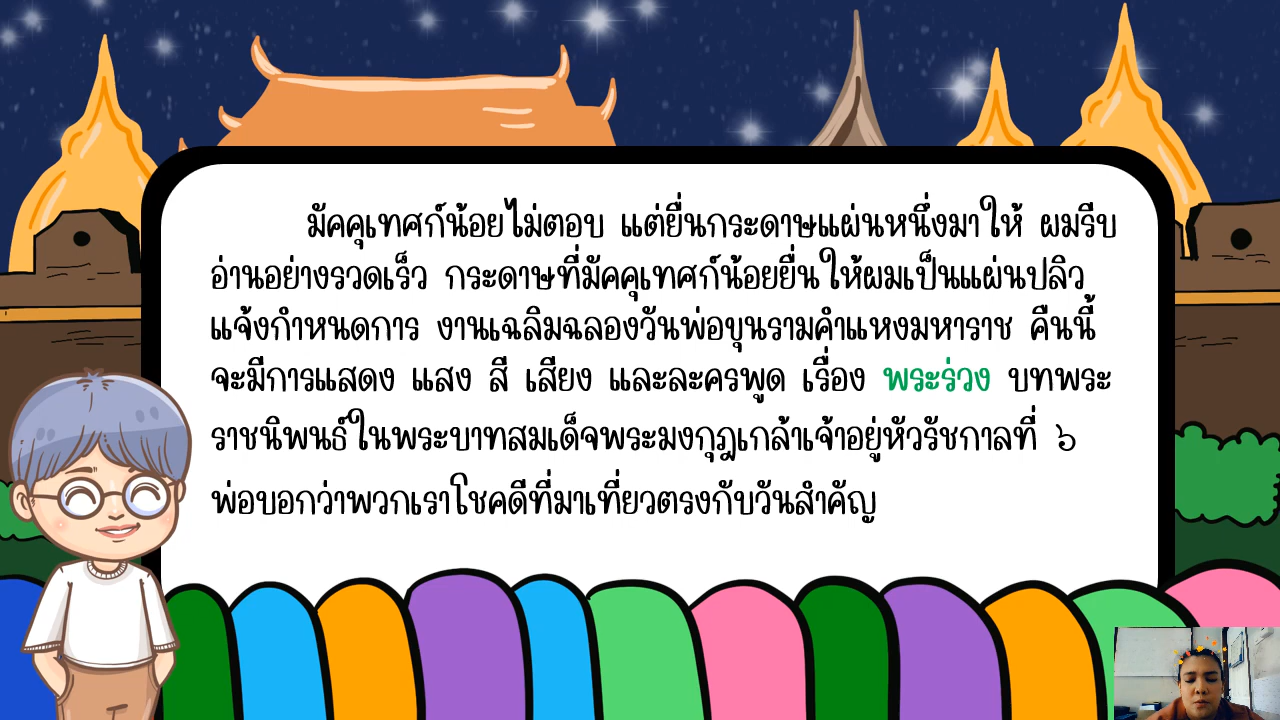 มัคคุเทศก์น้อยไม่ตอบ แต่ยื่นกระดาษแผ่นหนึ่งมาให้ ผมรีบ
อ่านอย่างรวดเร็ว กระดาษที่มัคคุเทศก์น้อยยื่นให้ผมเป็นแผ่นปลิว
แจ้งกำหนดการ งานเฉลิมฉลองวันพ่อขุนรามคำแหงมหาราช คืนนี้
จะมีการแสดง แสง สี เสียง และละครพูด เรื่อง พระร่วง บทพระ
ราชนิพนธ์ในพระบาทสมเด็จพระมงกุฎเกล้าเจ้าอยู่หัวรัชกาลที่ ๖
พ่อบอกว่าพวกเราโชคดีที่มาเที่ยวตรงกับวันสำคัญ